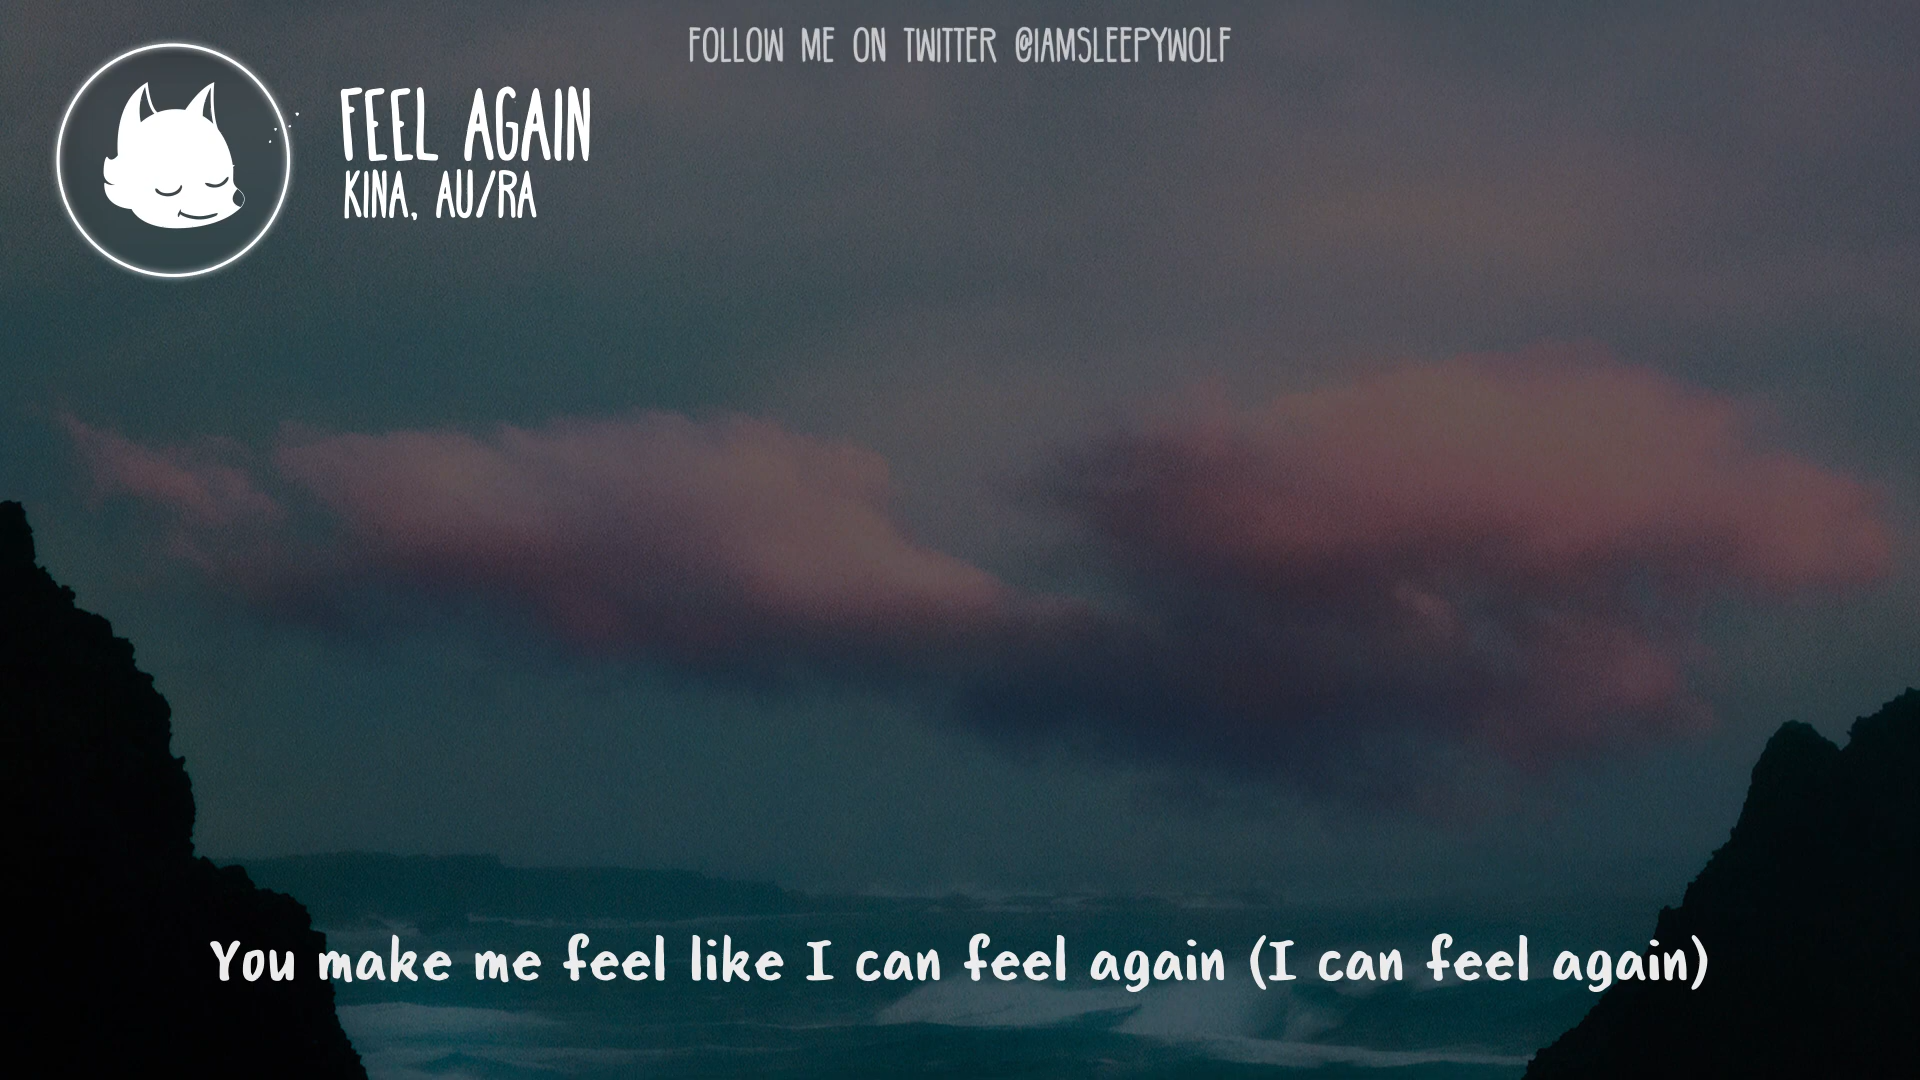 FOLLOW ME ON TWITTER @IAMSLEEPYWOLF
FEEL AGAIN
KINA, AU/RA
You make me feel like I can feel again (I can feel again)